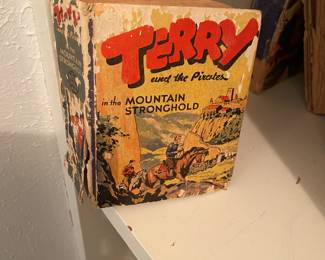 TERRY
and the Pirates
in the MOUNTAIN
STRONGHOLD